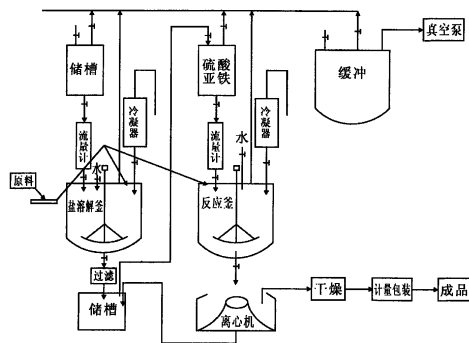 真空泵
储槽
硫酸
亚铁
缓冲
冷凝器
冷凝器
流量计
流量计
水
水
原料
盐溶解釜
反应釜
过滤
储槽
离心机
干燥
计量包装
成品